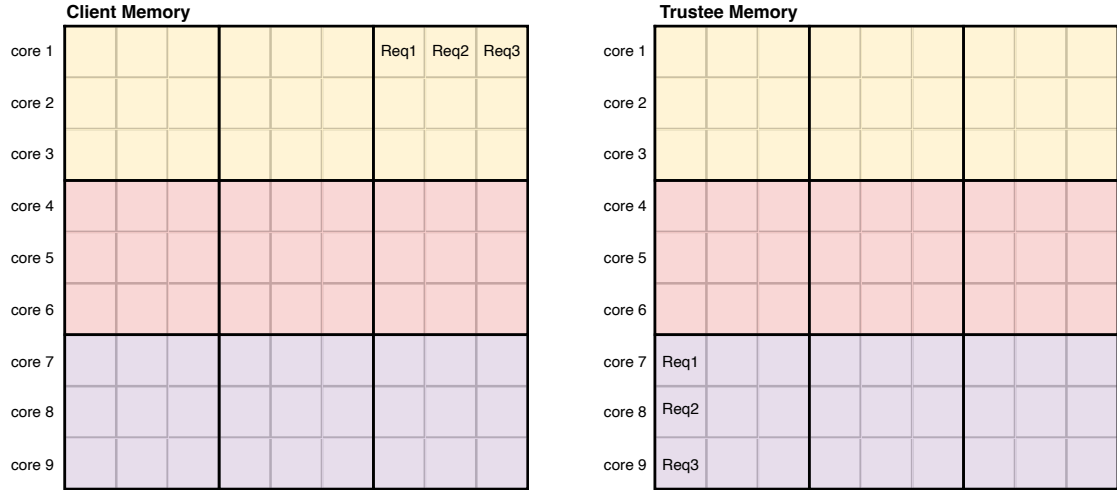 Client Memory
core 1 Req1 Req2 Req3
core 2
core 3
core 4
core 5
core 6
core 7
core 8
core 9
Trustee Memory
core 1
core 2
core 3
core 4
core 5
core 6
core 7 Req1
core 8 Req2
core 9 Req3